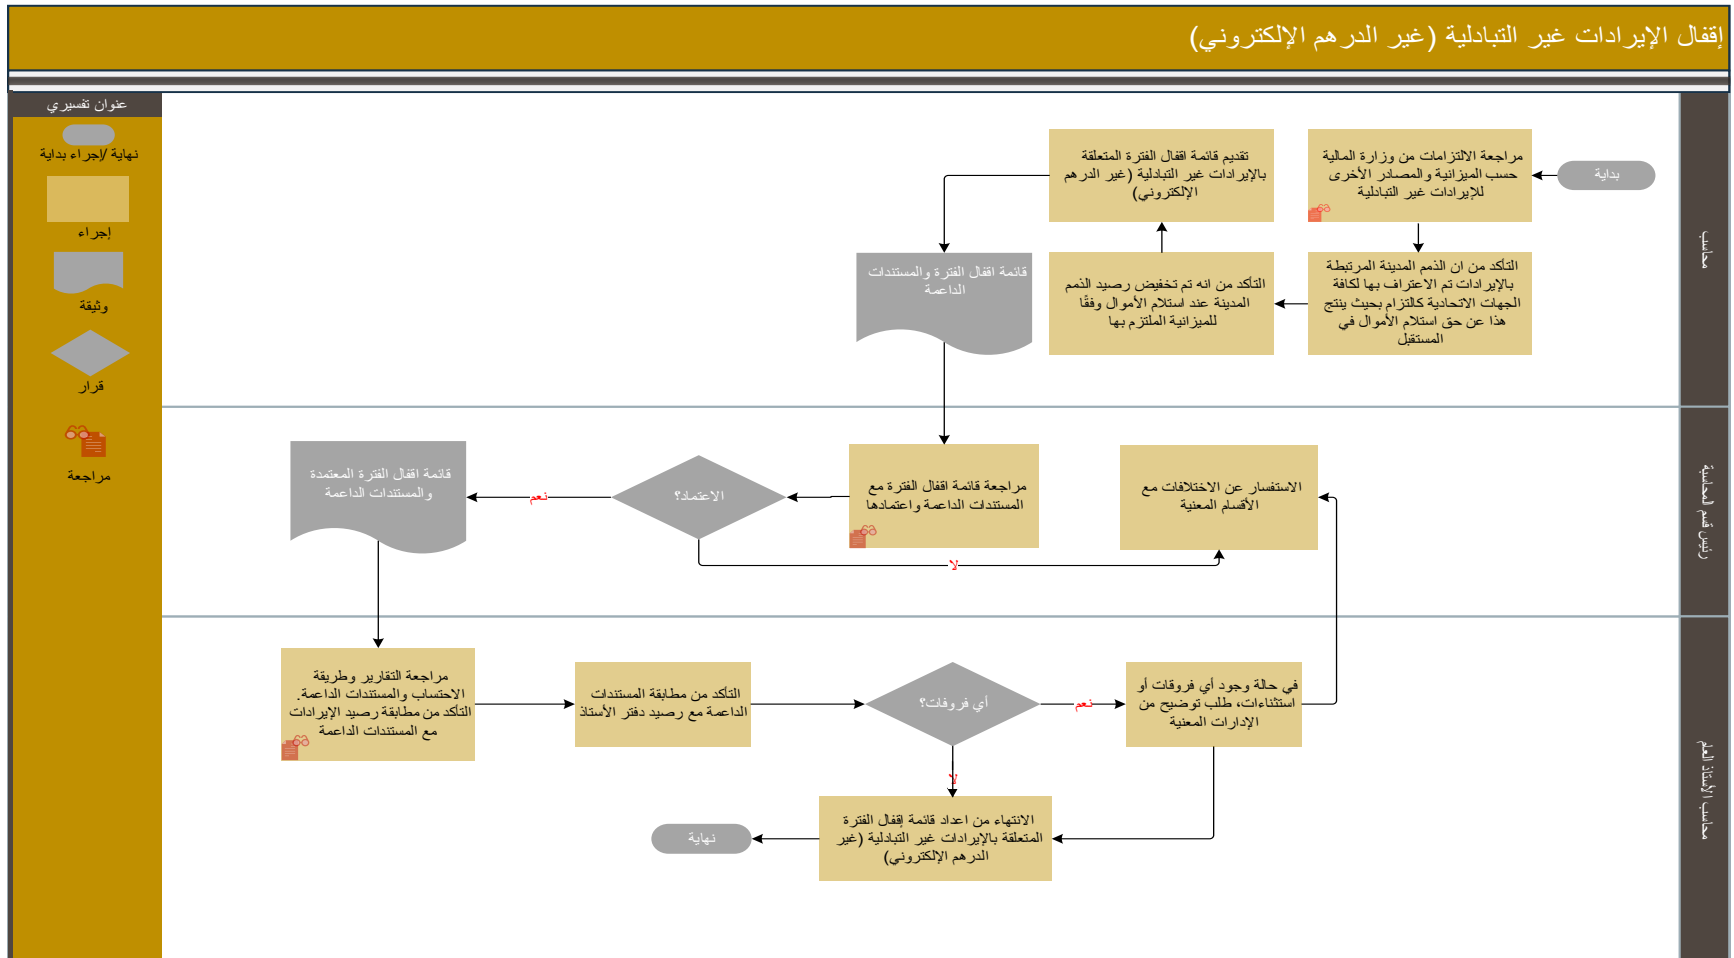 إقفال الإيرادات غير التبادلية (غير الدرهم الإلكتروني)
عنوان تفسيري
نهاية /إجراء بداية
إجراء
وثيقة
قرار
مراجعة
محاسب
بداية
مراجعة الالتزامات من وزارة المالية
حسب الميزانية والمصادر الأخرى
للإيرادات غير التبادلية
التأكد من ان الذمم المدينة المرتبطة
بالإيرادات تم الاعتراف بها لكافة
الجهات الاتحادية كالتزام بحيث ينتج
هذا عن حق استلام الأموال في
المستقبل
التأكد من انه تم تخفيض رصيد الذمم
المدينة عند استلام الأموال وفقًا
للميزانية الملتزم بها
تقديم قائمة اقفال الفترة المتعلقة
بالإيرادات غير التبادلية (غير الدرهم
الإلكتروني)
قائمة اقفال الفترة والمستندات
الداعمة
رئيس قسم المحاسبة
مراجعة قائمة اقفال الفترة مع
المستندات الداعمة واعتمادها
الاعتماد؟
نعم
لا
قائمة اقفال الفترة المعتمدة
والمستندات الداعمة
الاستفسار عن الاختلافات مع
الأقسام المعنية
محاسب الأستاذ العام
مراجعة التقارير وطريقة
الاحتساب والمستندات الداعمة.
التأكد من مطابقة رصيد الإيرادات
مع المستندات الداعمة
التأكد من مطابقة المستندات
الداعمة مع رصيد دفتر الأستاذ
أي فروقات؟
نعم
لا
في حالة وجود أي فروقات أو
استثناءات، طلب توضيح من
الإدارات المعنية
الانتهاء من اعداد قائمة إقفال الفترة
المتعلقة بالإيرادات غير التبادلية (غير
الدرهم الإلكتروني)
نهاية